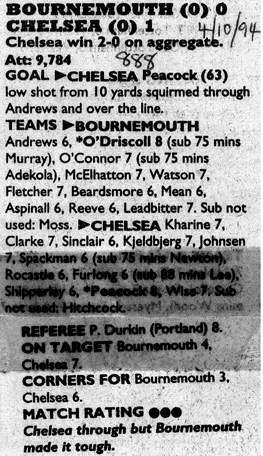 BOURNEMOUTH (0) 0
CHELSEA (0) 1
4/10/94
Chelsea win 2-0 on aggregate.
Att: 9,784
888
GOAL ►CHELSEA Peacock (63)
low shot from 10 yards squirmed through
Andrews and over the line.
TEAMS ►BOURNEMOUTH
Andrews 6, *O'Driscoll 8 (sub 75 mins
Murray), O'Connor 7 (sub 75 mins
Adekola), McElhatton 7, Watson 7,
Fletcher 7, Beardsmore 6, Mean 6,
Aspinall 6, Reeve 6, Leadbitter 7. Sub not
used: Moss. ►CHELSEA Kharine 7,
Clarke 7, Sinclair 6, Kjeldbjerg 7, Johnsen
7, Spackman 6 (sub 75 mins Newton),
Rocastle 6, Furlong 6 (sub 88 mins Lee),
Shipperley 6, *Peacock 8, Wise 7. Sub
not used: Hitchcock.
REFEREE P. Durkin (Portland) 8.
ON TARGET Bournemouth 4,
Chelsea 7.
CORNERS FOR Bournemouth 3,
Chelsea 6.
MATCH RATING ●●●
Chelsea through but Bournemouth
made it tough.